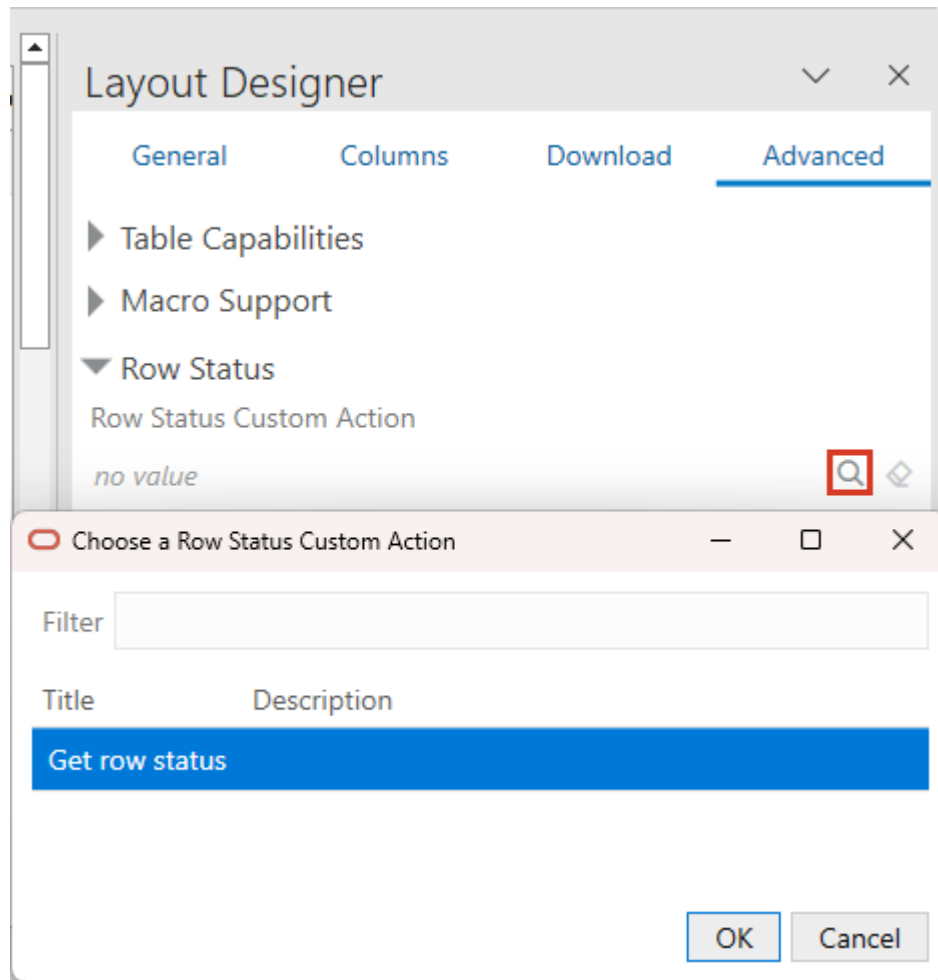 Layout Designer
General Columns Download Advanced
Table Capabilities
Macro Support
Row Status
Row Status Custom Action
no value
Choose a Row Status Custom Action
Filter
Title Description
Get row status
OK Cancel